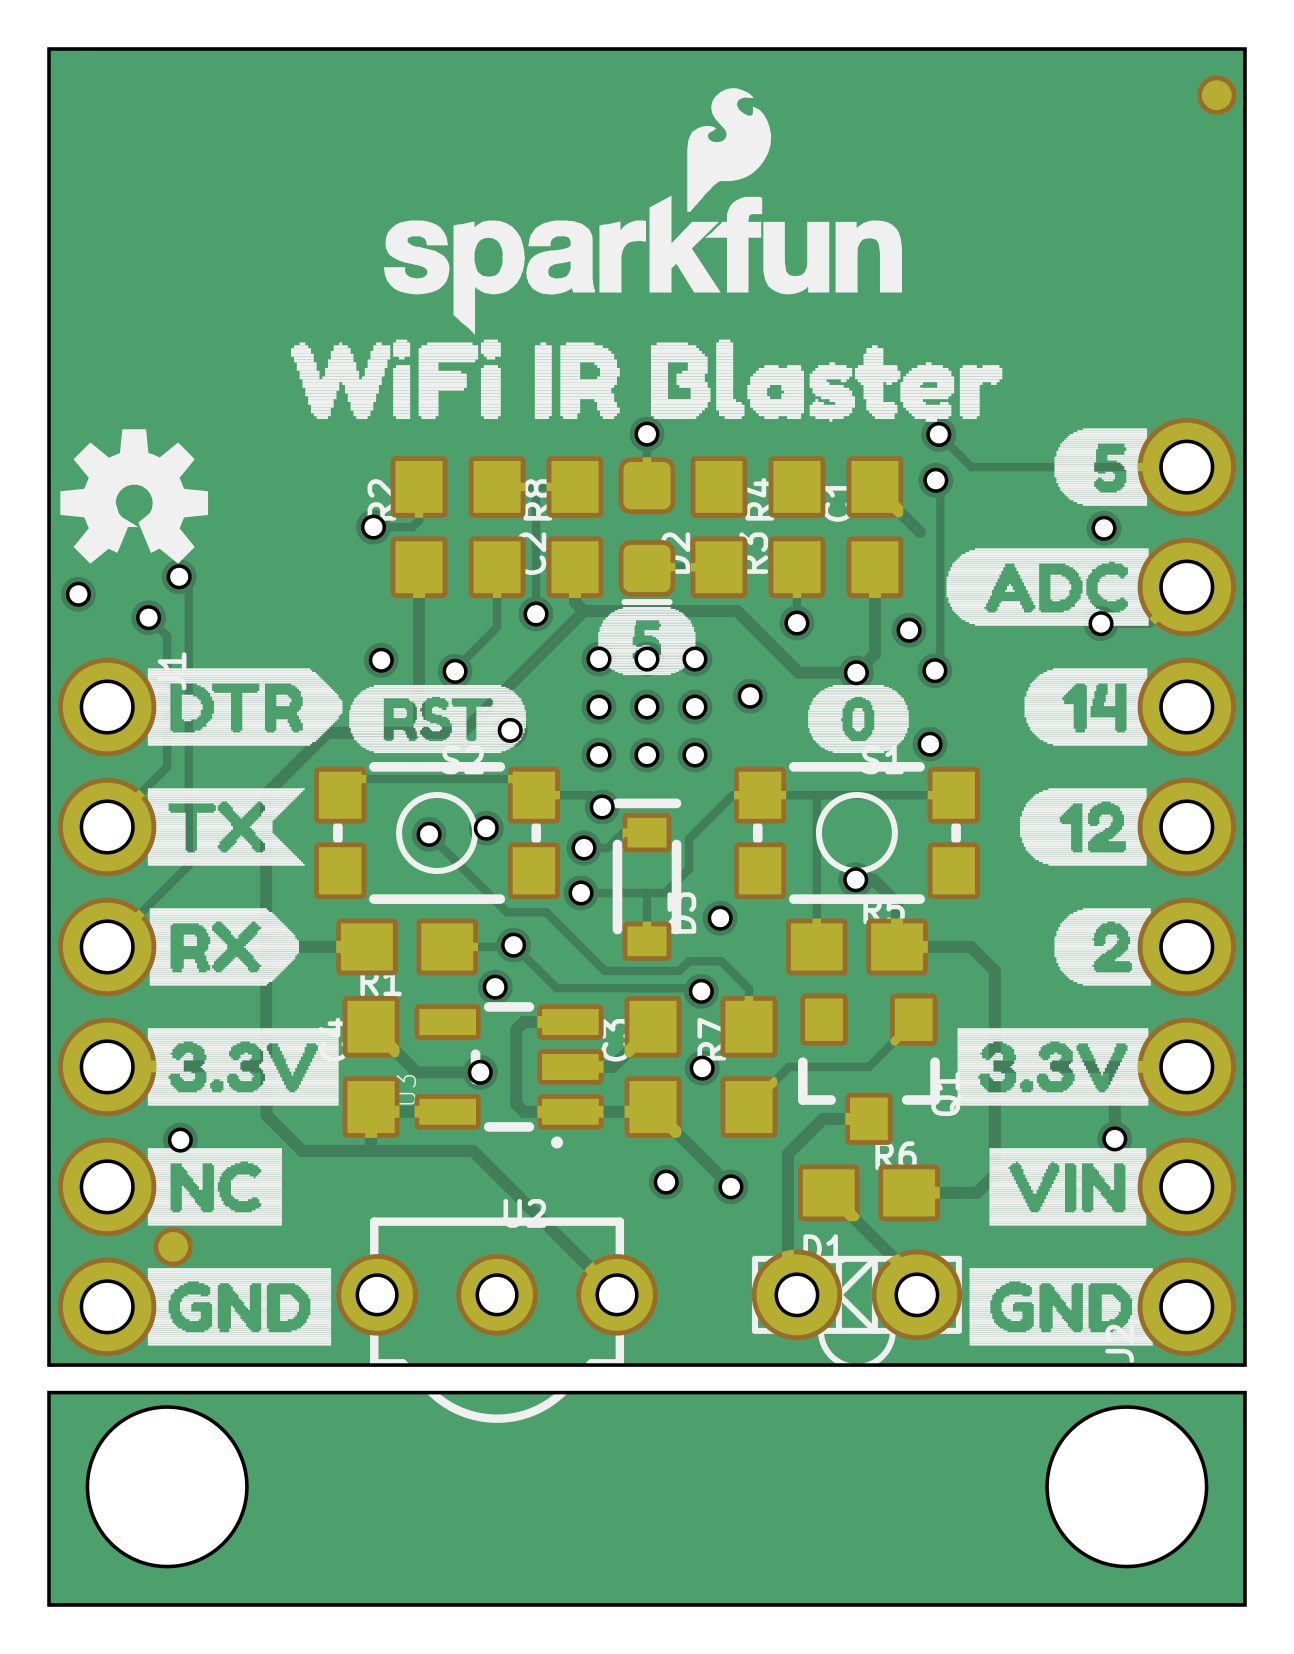 sparkfun
WiFi IR Blaster
R2
R8
R4
C1
5
C2
D2
R3
ADC
J1
5
DTR
RST
0
14
S2
S1
TX
12
D3
R5
RX
2
R1
C4
C3
R7
3.3V
U3
Q1
3.3V
R6
NC
VIN
U2
D1
GND
GND
J2